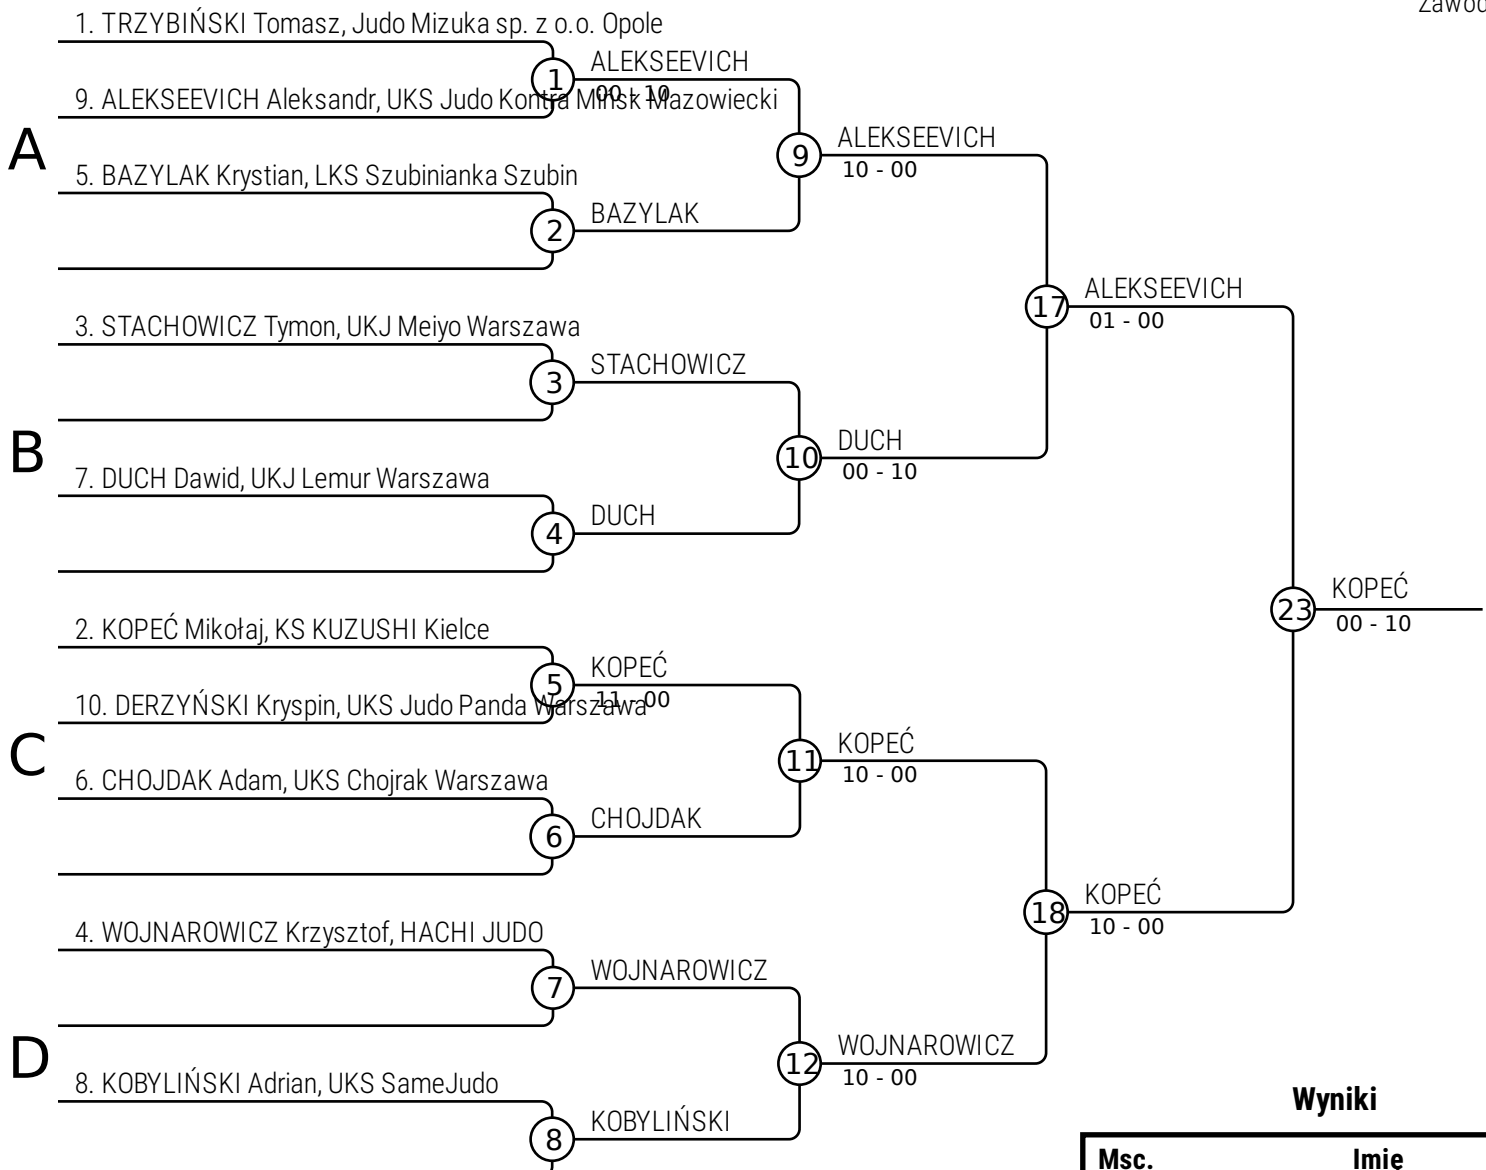 Zawod
1. TRZYBIŃSKI Tomasz, Judo Mizuka sp. z o.o. Opole
1
ALEKSEEVICH
00 - 10
9. ALEKSEEVICH Aleksandr, UKS Judo Kontra Mińsk Mazowiecki
A
9
ALEKSEEVICH
10 - 00
5. BAZYLAK Krystian, LKS Szubinianka Szubin
2
BAZYLAK
17
ALEKSEEVICH
01 - 00
3. STACHOWICZ Tymon, UKJ Meiyo Warszawa
3
STACHOWICZ
B
10
DUCH
00 - 10
7. DUCH Dawid, UKJ Lemur Warszawa
4
DUCH
23
KOPEĆ
00 - 10
2. KOPEĆ Mikołaj, KS KUZUSHI Kielce
5
KOPEĆ
11 - 00
10. DERZYŃSKI Kryspin, UKS Judo Panda Warszawa
C
11
KOPEĆ
10 - 00
6. CHOJDAK Adam, UKS Chojrak Warszawa
6
CHOJDAK
18
KOPEĆ
10 - 00
4. WOJNAROWICZ Krzysztof, HACHI JUDO
7
WOJNAROWICZ
D
12
WOJNAROWICZ
10 - 00
8. KOBYLIŃSKI Adrian, UKS SameJudo
8
KOBYLIŃSKI
Wyniki
Msc. Imię